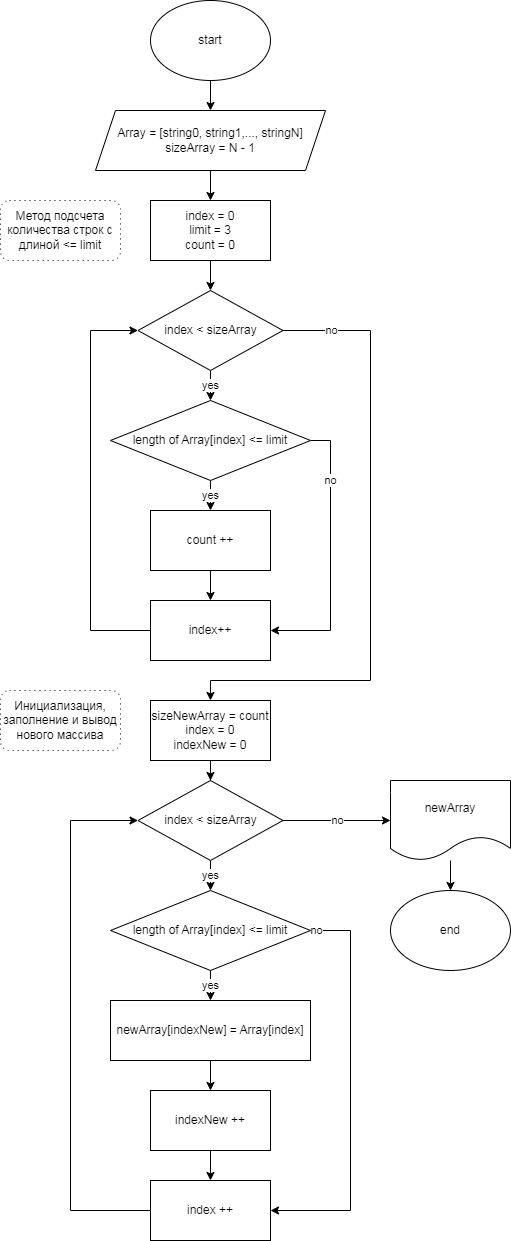 start
Array = [string0, string1,..., stringN]
sizeArray = N - 1
Метод подсчета
количества строк с
длиной <= limit
index = 0
limit = 3
count = 0
index < sizeArray
no
yes
length of Array[index] <= limit
no
yes
count ++
index++
Инициализация,
заполнение и вывод
нового массива
sizeNewArray = count
index = 0
indexNew = 0
index < sizeArray
no
newArray
yes
length of Array[index] <= limit
no
end
yes
newArray[indexNew] = Array[index]
indexNew ++
index ++